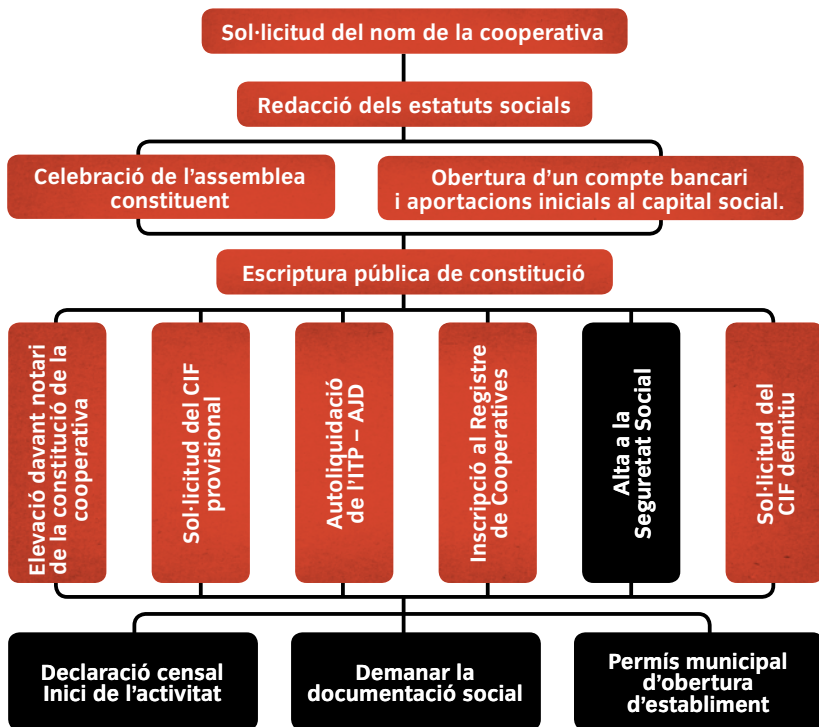 Sol·licitud del nom de la cooperativa
Redacció dels estatuts socials
Celebració de l'assemblea
constituent
Obertura d'un compte bancari
i aportacions inicials al capital social.
Escriptura pública de constitució
Elevació davant notari
de la constitució de la
cooperativa
Sol·licitud del CIF
provisional
Autoliquidació
de l'ITP – AJD
Inscripció al Registre
de Cooperatives
Alta a la
Seguretat Social
Sol·licitud del
CIF definitiu
Declaració censal
Inici de l'activitat
Demanar la
documentació social
Permís municipal
d'obertura
d'establiment